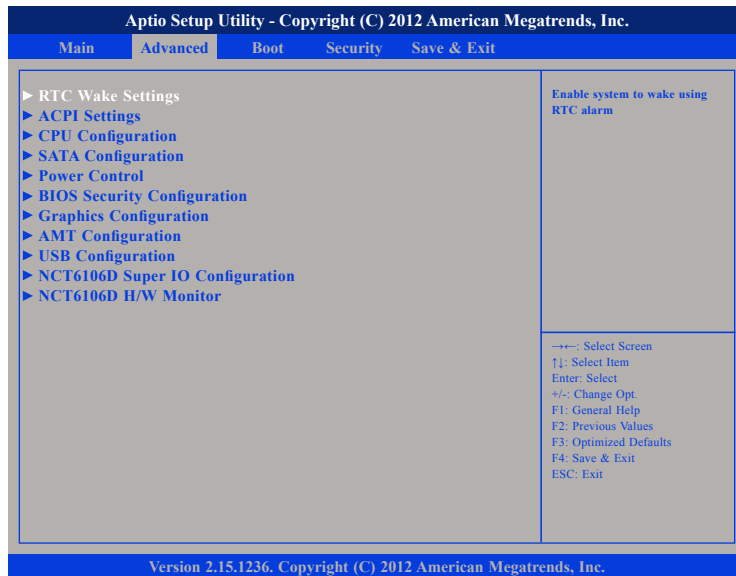 Aptio Setup Utility - Copyright (C) 2012 American Megatrends, Inc.
Main Advanced Boot Security Save & Exit
► RTC Wake Settings
► ACPI Settings
► CPU Configuration
► SATA Configuration
► Power Control
► BIOS Security Configuration
► Graphics Configuration
► AMT Configuration
► USB Configuration
► NCT6106D Super IO Configuration
► NCT6106D H/W Monitor
Enable system to wake using
RTC alarm
→←: Select Screen
↑↓: Select Item
Enter: Select
+/-: Change Opt.
F1: General Help
F2: Previous Values
F3: Optimized Defaults
F4: Save & Exit
ESC: Exit
Version 2.15.1236. Copyright (C) 2012 American Megatrends, Inc.